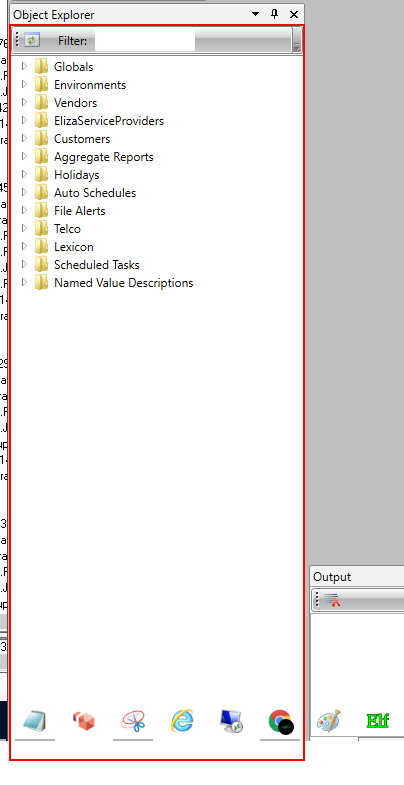 Object Explorer
Filter:
Globals
Environments
Vendors
ElizaServiceProviders
Customers
Aggregate Reports
Holidays
Auto Schedules
File Alerts
Telco
Lexicon
Scheduled Tasks
Named Value Descriptions
Output
Elf